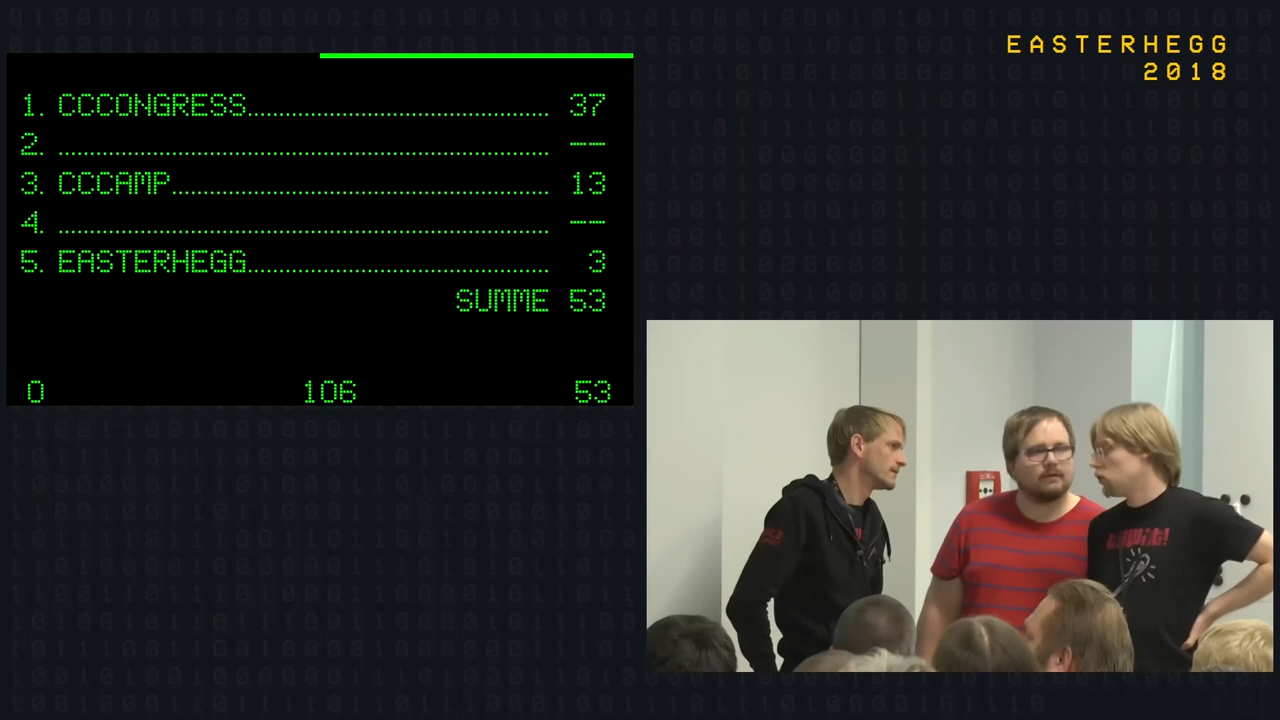 EASTERHEGG
2018
1. CCCONGRESS................................................ 37
2. .............................................................................. --
3. CCCAMP............................................................ 13
4. .............................................................................. --
5. EASTERHEGG................................................ 3
SUMME 53
0 106 53